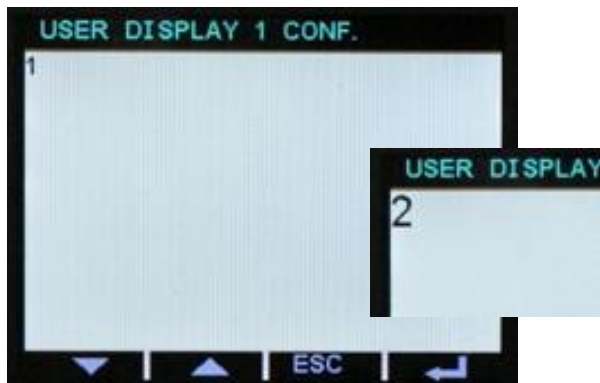 USER DISPLAY 1 CONF.
1
USER DISPLAY
2
ESC